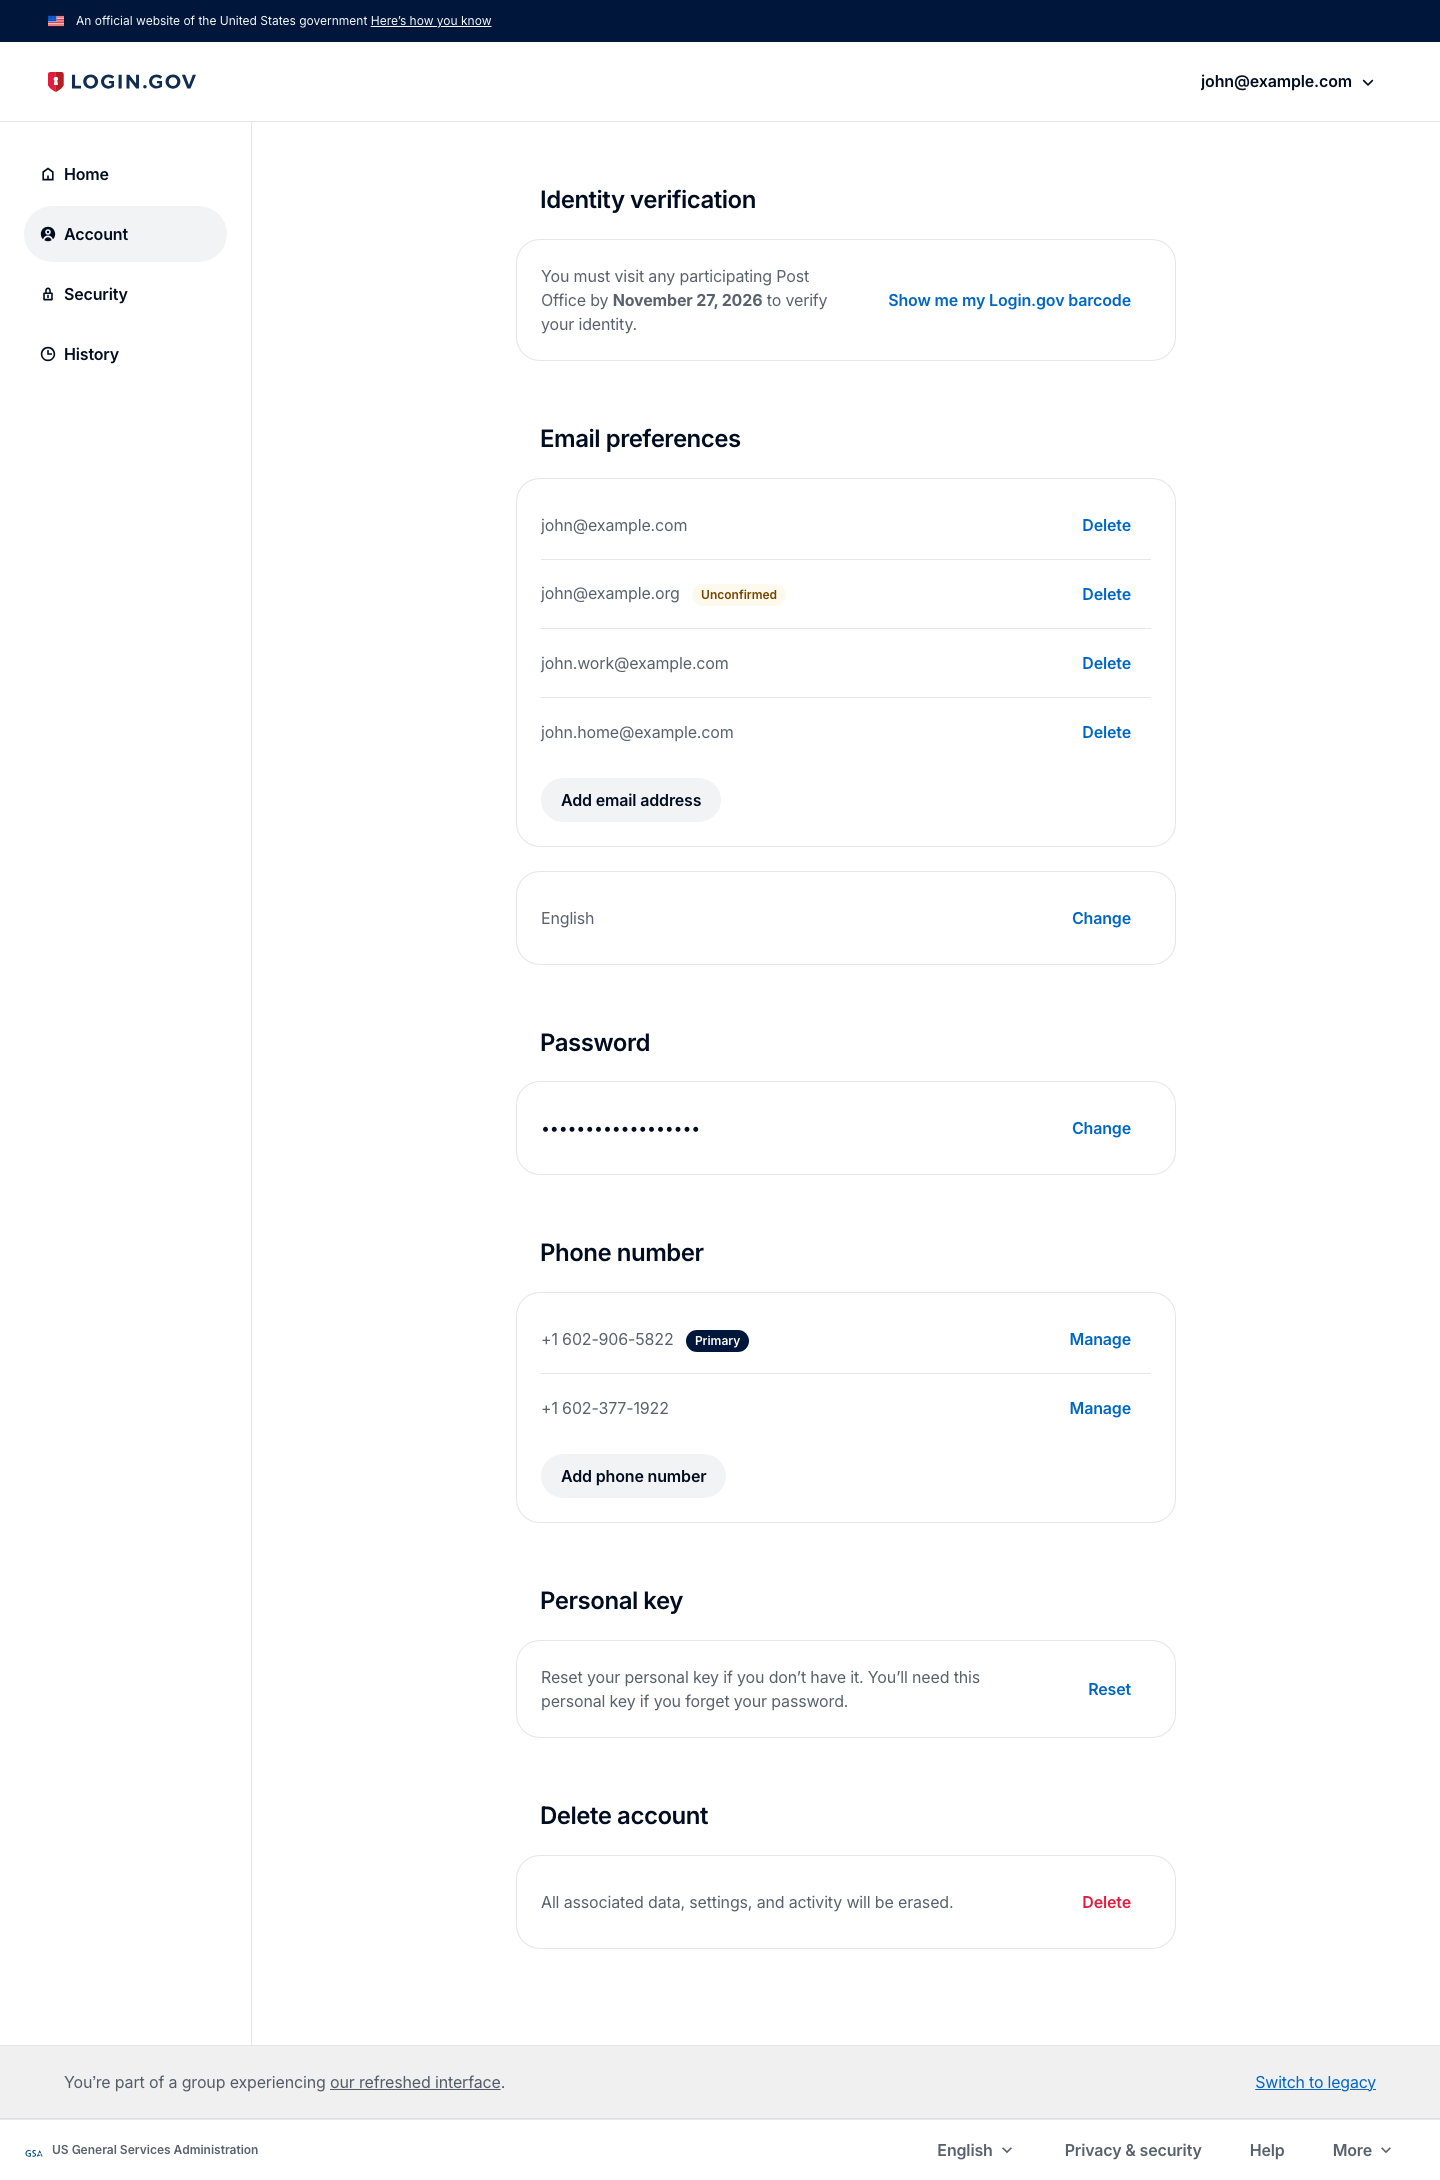 An official website of the United States government Here’s how you know
LOGIN.GOV
john@example.com
Home
Account
Security
History
Identity verification
You must visit any participating Post
Office by November 27, 2026 to verify
your identity.
Show me my Login.gov barcode
Email preferences
john@example.com
Delete
john@example.org Unconfirmed
Delete
john.work@example.com
Delete
john.home@example.com
Delete
Add email address
English
Change
Password
••••••••••••••••••
Change
Phone number
+1 602-906-5822 Primary
Manage
+1 602-377-1922
Manage
Add phone number
Personal key
Reset your personal key if you don’t have it. You’ll need this
personal key if you forget your password.
Reset
Delete account
All associated data, settings, and activity will be erased.
Delete
You’re part of a group experiencing our refreshed interface.
Switch to legacy
GSA US General Services Administration
English
Privacy & security
Help
More